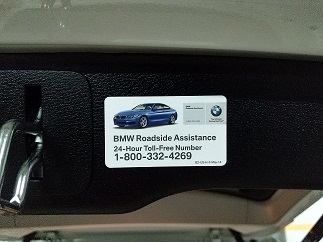 BMW Roadside Assistance
24-Hour Toll-Free Number
1-800-332-4269